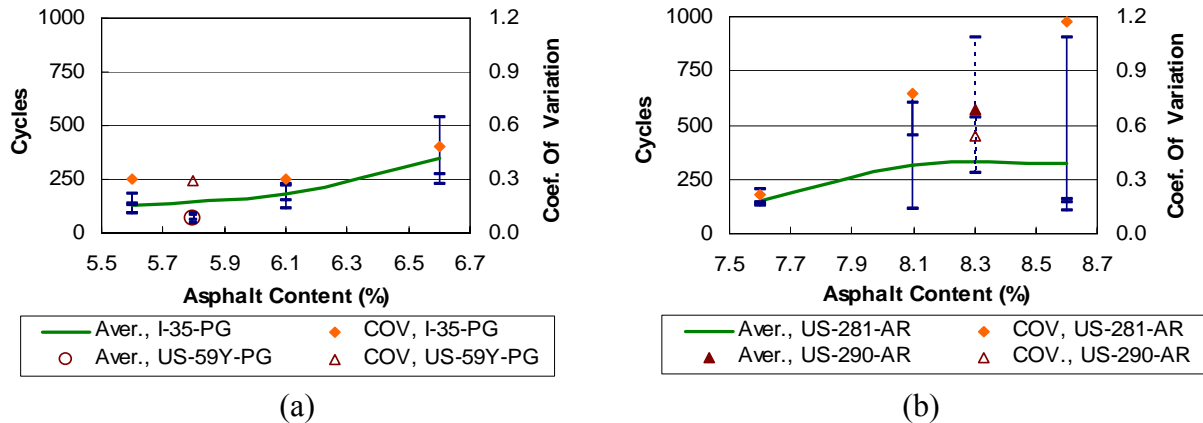 1000
750
500
250
0
Cycles
1.2
0.9
0.6
0.3
0.0
Coef. Of Variation
5.5 5.7 5.9 6.1 6.3 6.5 6.7
Asphalt Content (%)
Aver., I-35-PG COV, I-35-PG
Aver., US-59Y-PG COV, US-59Y-PG
(a)
1000
750
500
250
0
Cycles
1.2
0.9
0.6
0.3
0.0
Coef. Of Variation
7.5 7.7 7.9 8.1 8.3 8.5 8.7
Asphalt Content (%)
Aver., US-281-AR COV, US-281-AR
Aver., US-290-AR COV., US-290-AR
(b)